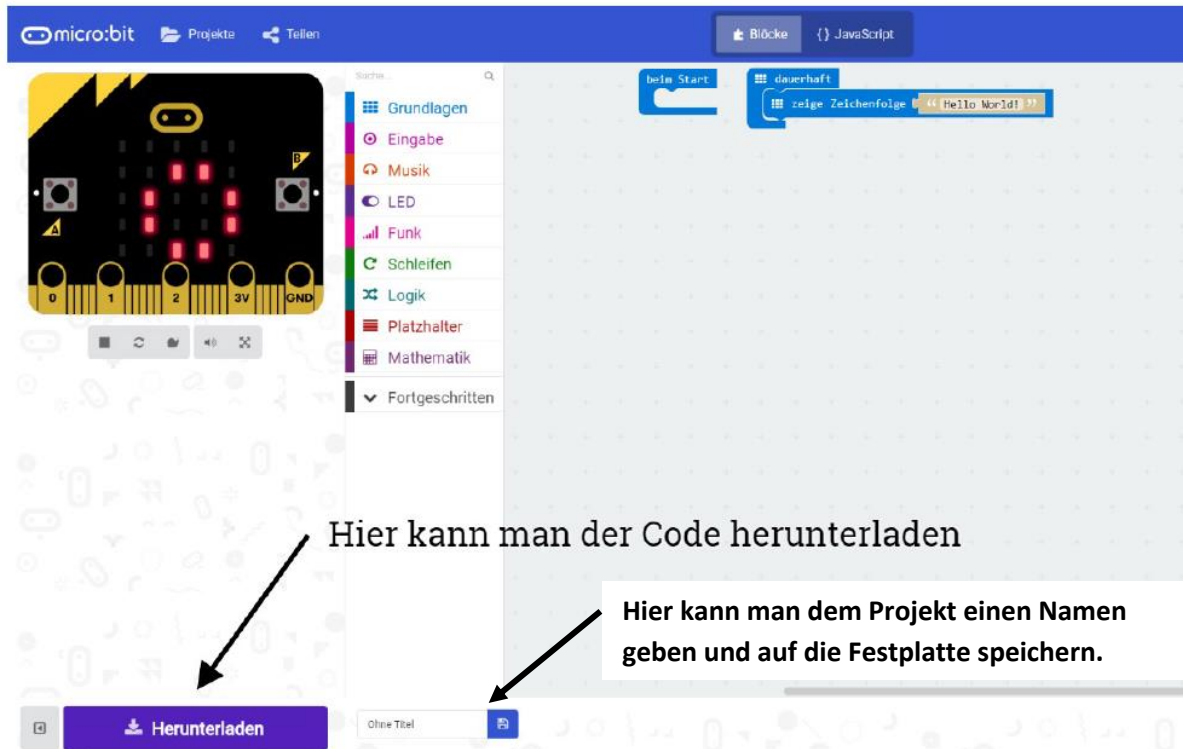 micro:bit Projekte Teilen Blöcke {} JavaScript
Suche...
beim Start dauerhaft
zeige Zeichenfolge “ Hello World! ”
Grundlagen
Eingabe
Musik
LED
Funk
Schleifen
Logik
Platzhalter
Mathematik
Fortgeschritten
B
A
0 1 2 3V GND
Hier kann man der Code herunterladen
Hier kann man dem Projekt einen Namen
geben und auf die Festplatte speichern.
Herunterladen Ohne Titel